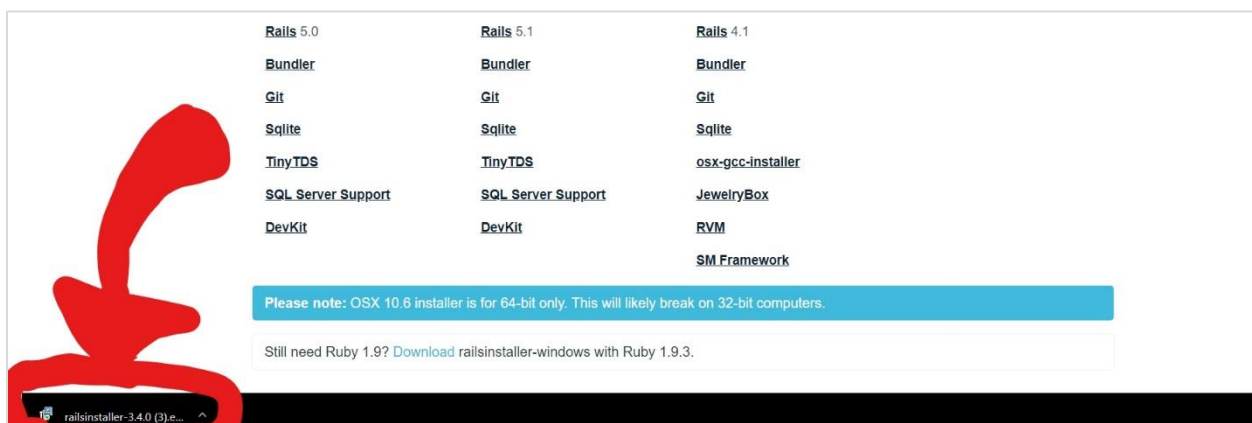 Rails 5.0 Rails 5.1 Rails 4.1
Bundler Bundler Bundler
Git Git Git
Sqlite Sqlite Sqlite
TinyTDS TinyTDS osx-gcc-installer
SQL Server Support SQL Server Support JewelryBox
DevKit DevKit RVM
SM Framework
Please note: OSX 10.6 installer is for 64-bit only. This will likely break on 32-bit computers.
Still need Ruby 1.9? Download railsinstaller-windows with Ruby 1.9.3.
railsinstaller-3.4.0 (3).e...